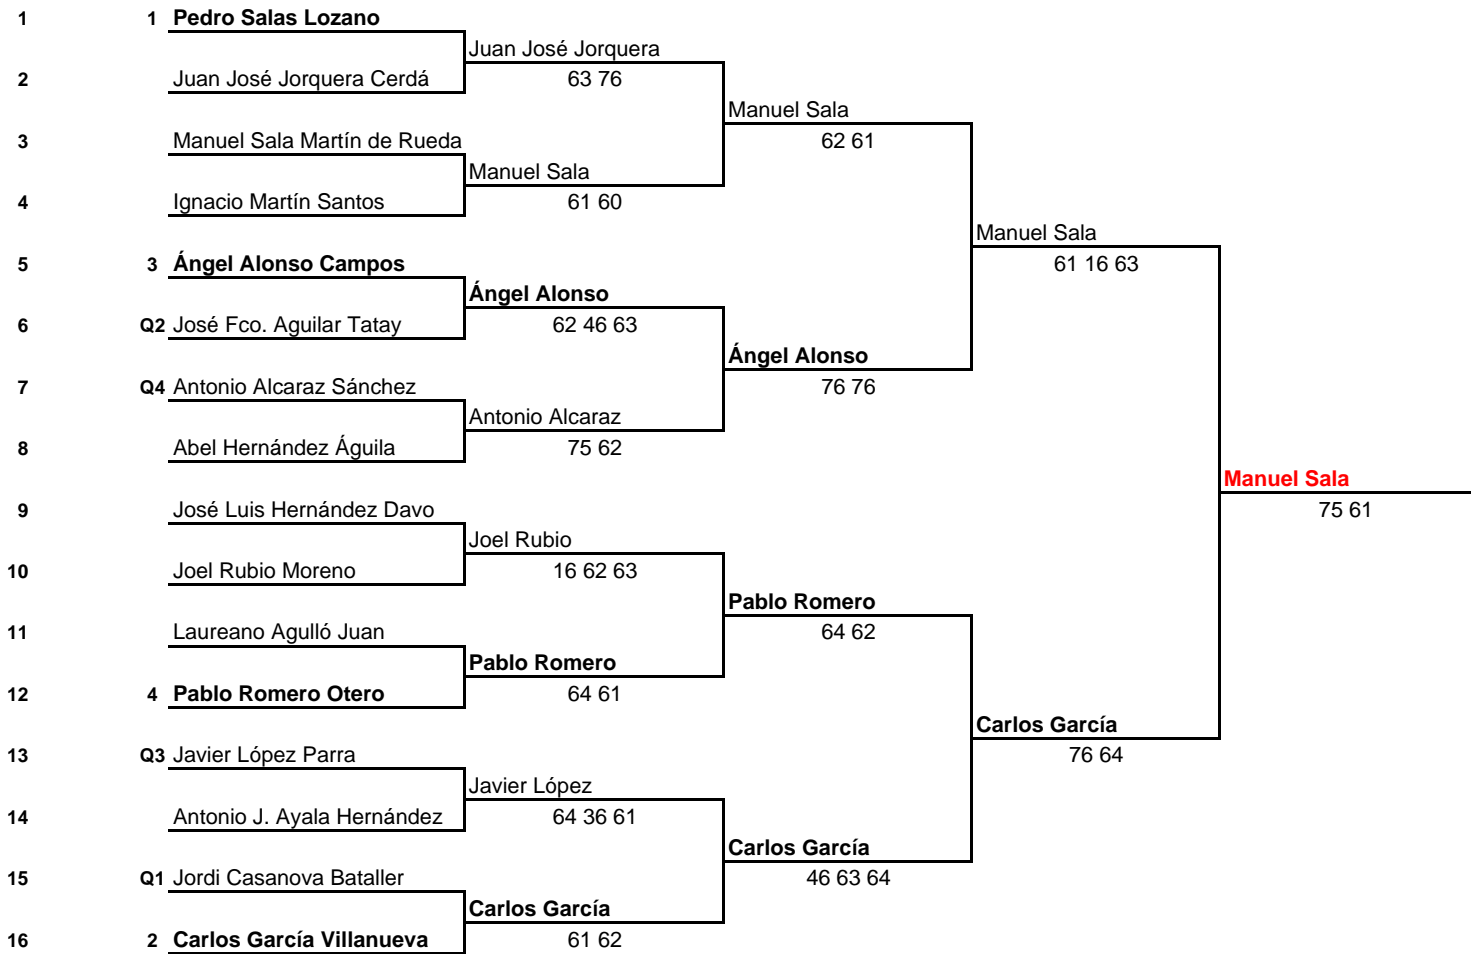 1 1 Pedro Salas Lozano
Juan José Jorquera
2 Juan José Jorquera Cerdá 63 76
Manuel Sala
3 Manuel Sala Martín de Rueda 62 61
Manuel Sala
4 Ignacio Martín Santos 61 60
Manuel Sala
5 3 Ángel Alonso Campos 61 16 63
Ángel Alonso
6 Q2 José Fco. Aguilar Tatay 62 46 63
Ángel Alonso
7 Q4 Antonio Alcaraz Sánchez 76 76
Antonio Alcaraz
8 Abel Hernández Águila 75 62
Manuel Sala
9 José Luis Hernández Davo 75 61
Joel Rubio
10 Joel Rubio Moreno 16 62 63
Pablo Romero
11 Laureano Agulló Juan 64 62
Pablo Romero
12 4 Pablo Romero Otero 64 61
Carlos García
13 Q3 Javier López Parra 76 64
Javier López
14 Antonio J. Ayala Hernández 64 36 61
Carlos García
15 Q1 Jordi Casanova Bataller 46 63 64
Carlos García
16 2 Carlos García Villanueva 61 62